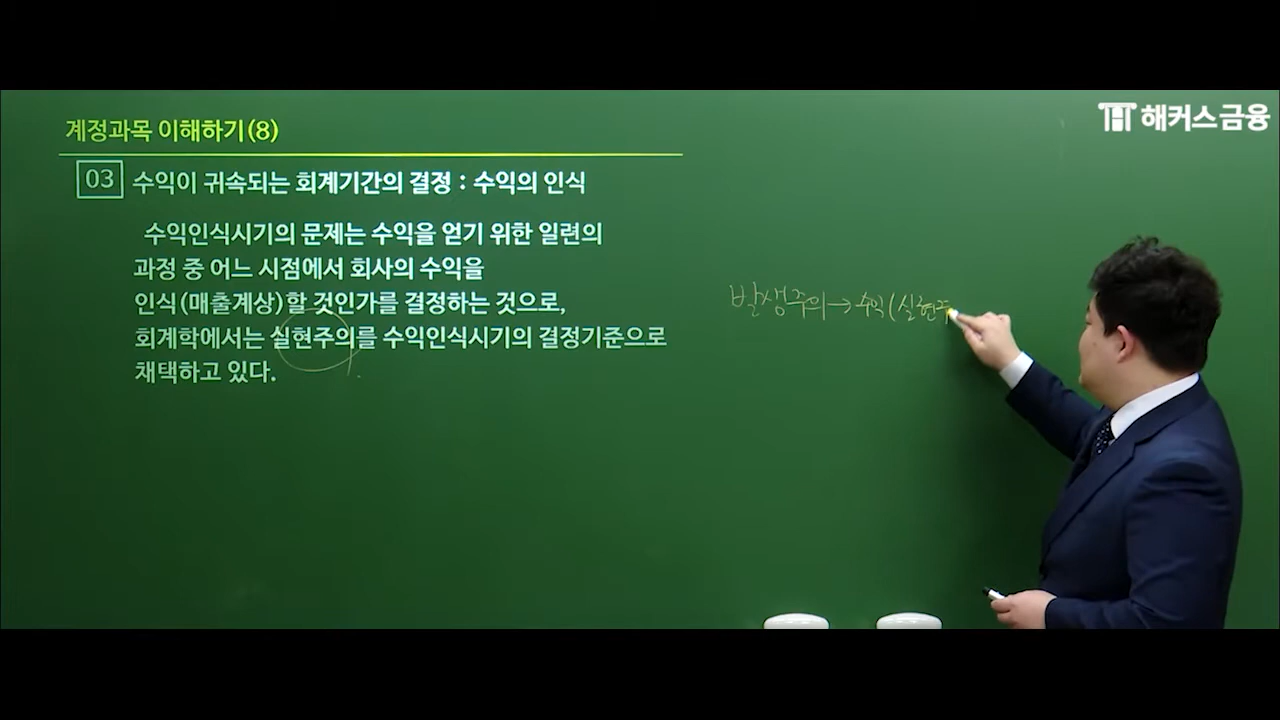 해커스금융
계정과목 이해하기(8)
03 수익이 귀속되는 회계기간의 결정 : 수익의 인식
수익인식시기의 문제는 수익을 얻기 위한 일련의
과정 중 어느 시점에서 회사의 수익을
인식(매출계상)할 것인가를 결정하는 것으로,
회계학에서는 실현주의를 수익인식시기의 결정기준으로
채택하고 있다.
발생주의→수익(실현주